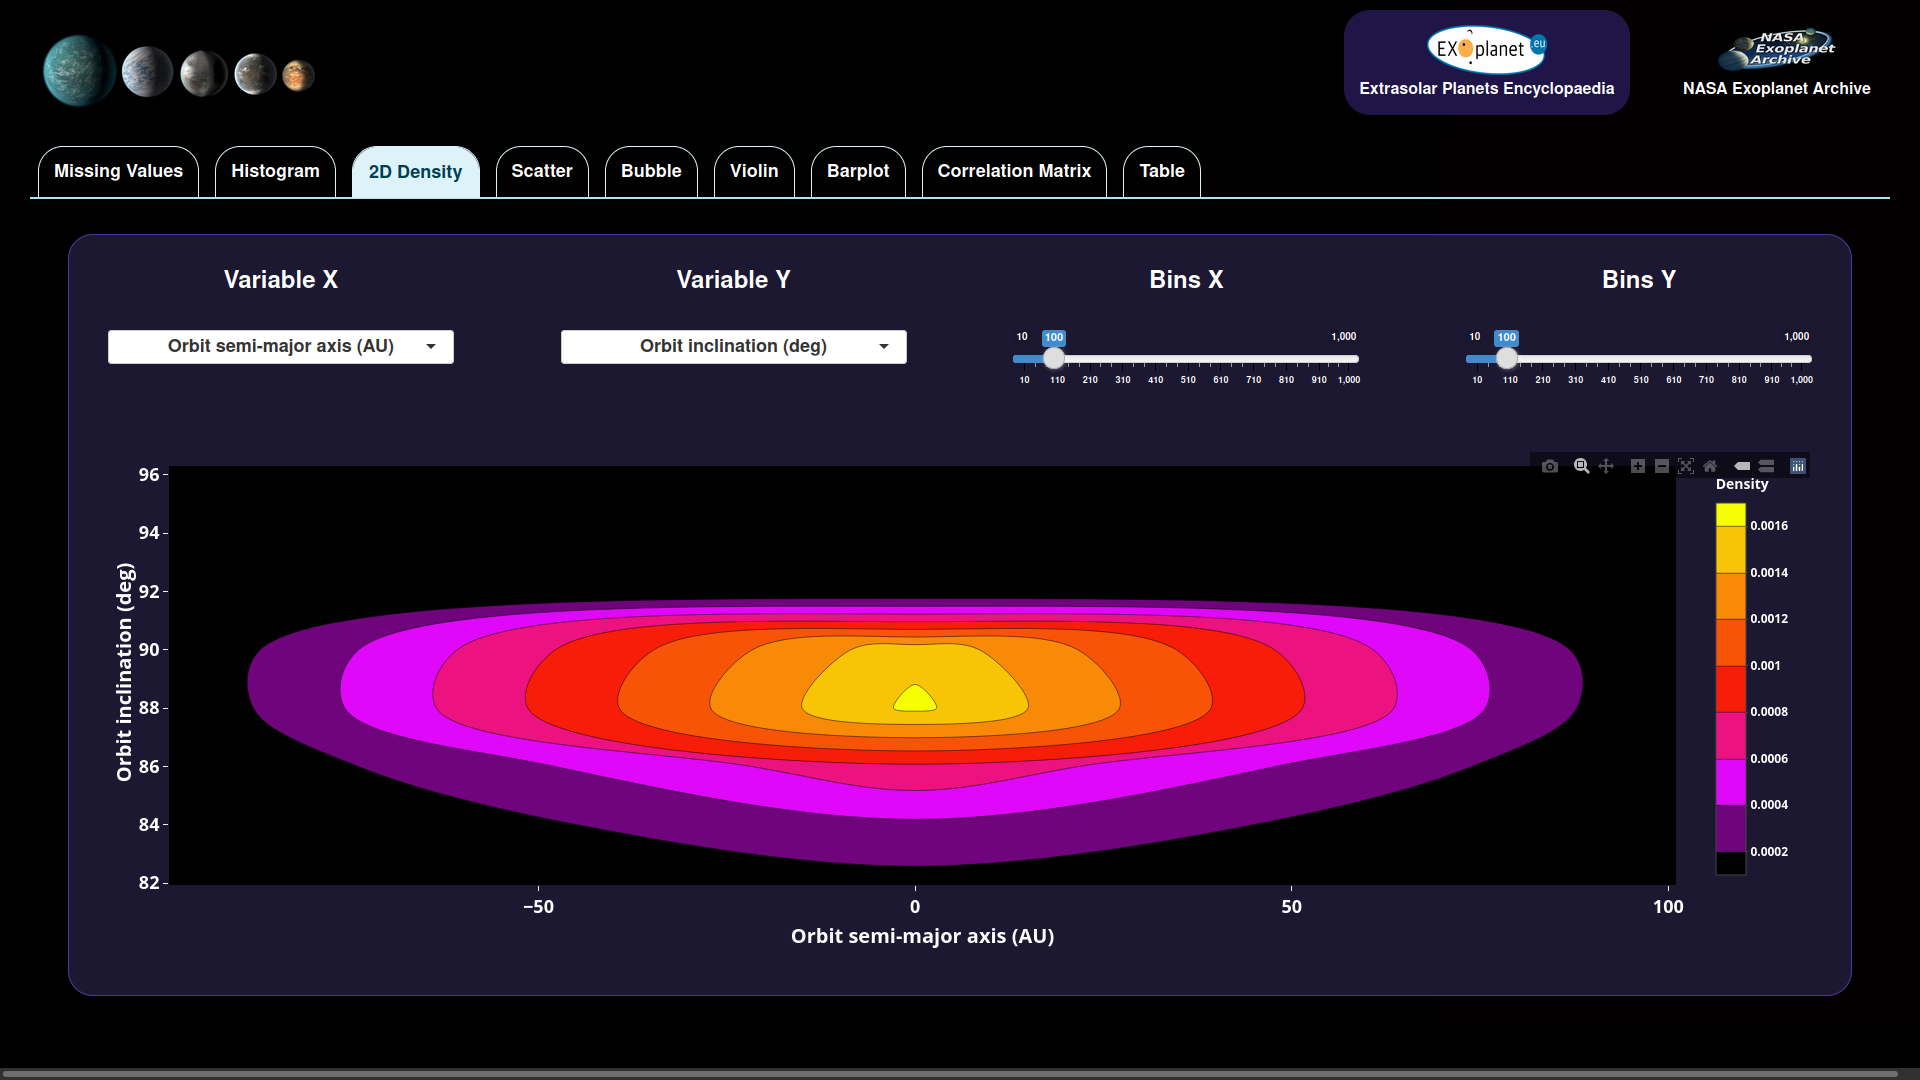 EXoplanet .eu
Extrasolar Planets Encyclopaedia
NASA
Exoplanet
Archive
NASA Exoplanet Archive
Missing Values
Histogram
2D Density
Scatter
Bubble
Violin
Barplot
Correlation Matrix
Table
Variable X
Variable Y
Bins X
Bins Y
Orbit semi-major axis (AU)
Orbit inclination (deg)
10 100 1,000
10 110 210 310 410 510 610 710 810 910 1,000
10 100 1,000
10 110 210 310 410 510 610 710 810 910 1,000
Density
0.0016
0.0014
0.0012
0.001
0.0008
0.0006
0.0004
0.0002
96
94
92
90
88
86
84
82
Orbit inclination (deg)
−50 0 50 100
Orbit semi-major axis (AU)